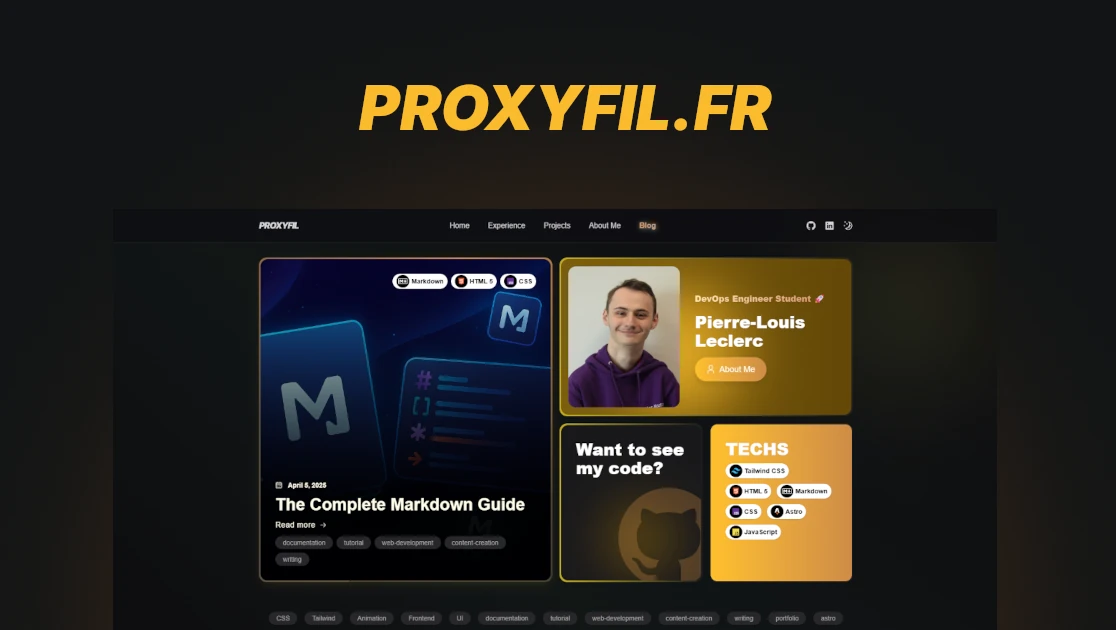 PROXYFIL.FR
PROXYFIL
Home Experience Projects About Me Blog
Markdown HTML 5 CSS
April 5, 2025
The Complete Markdown Guide
Read more →
documentation tutorial web-development content-creation
writing
DevOps Engineer Student 🚀
Pierre-Louis
Leclerc
About Me
Want to see
my code?
TECHS
Tailwind CSS
HTML 5 Markdown
CSS Astro
JavaScript
CSS Tailwind Animation Frontend UI documentation tutorial web-development content-creation writing portfolio astro